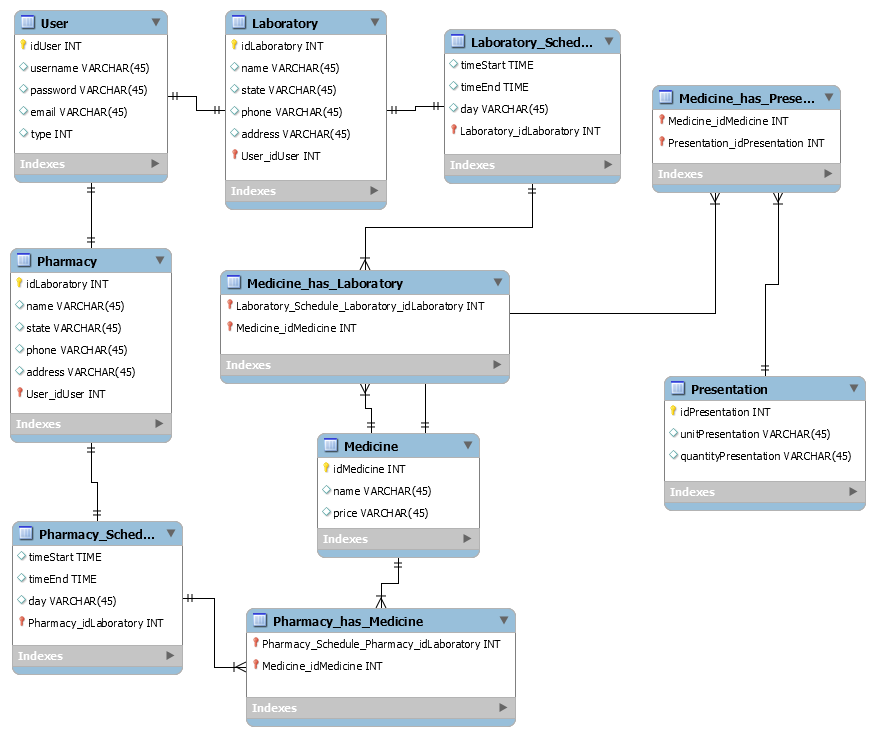 User
idUser INT
username VARCHAR(45)
password VARCHAR(45)
email VARCHAR(45)
type INT
Indexes
Laboratory
idLaboratory INT
name VARCHAR(45)
state VARCHAR(45)
phone VARCHAR(45)
address VARCHAR(45)
User_idUser INT
Indexes
Laboratory_Sched...
timeStart TIME
timeEnd TIME
day VARCHAR(45)
Laboratory_idLaboratory INT
Indexes
Medicine_has_Prese...
Medicine_idMedicine INT
Presentation_idPresentation INT
Indexes
Pharmacy
idLaboratory INT
name VARCHAR(45)
state VARCHAR(45)
phone VARCHAR(45)
address VARCHAR(45)
User_idUser INT
Indexes
Medicine_has_Laboratory
Laboratory_Schedule_Laboratory_idLaboratory INT
Medicine_idMedicine INT
Indexes
Presentation
idPresentation INT
unitPresentation VARCHAR(45)
quantityPresentation VARCHAR(45)
Indexes
Medicine
idMedicine INT
name VARCHAR(45)
price VARCHAR(45)
Indexes
Pharmacy_Sched...
timeStart TIME
timeEnd TIME
day VARCHAR(45)
Pharmacy_idLaboratory INT
Indexes
Pharmacy_has_Medicine
Pharmacy_Schedule_Pharmacy_idLaboratory INT
Medicine_idMedicine INT
Indexes